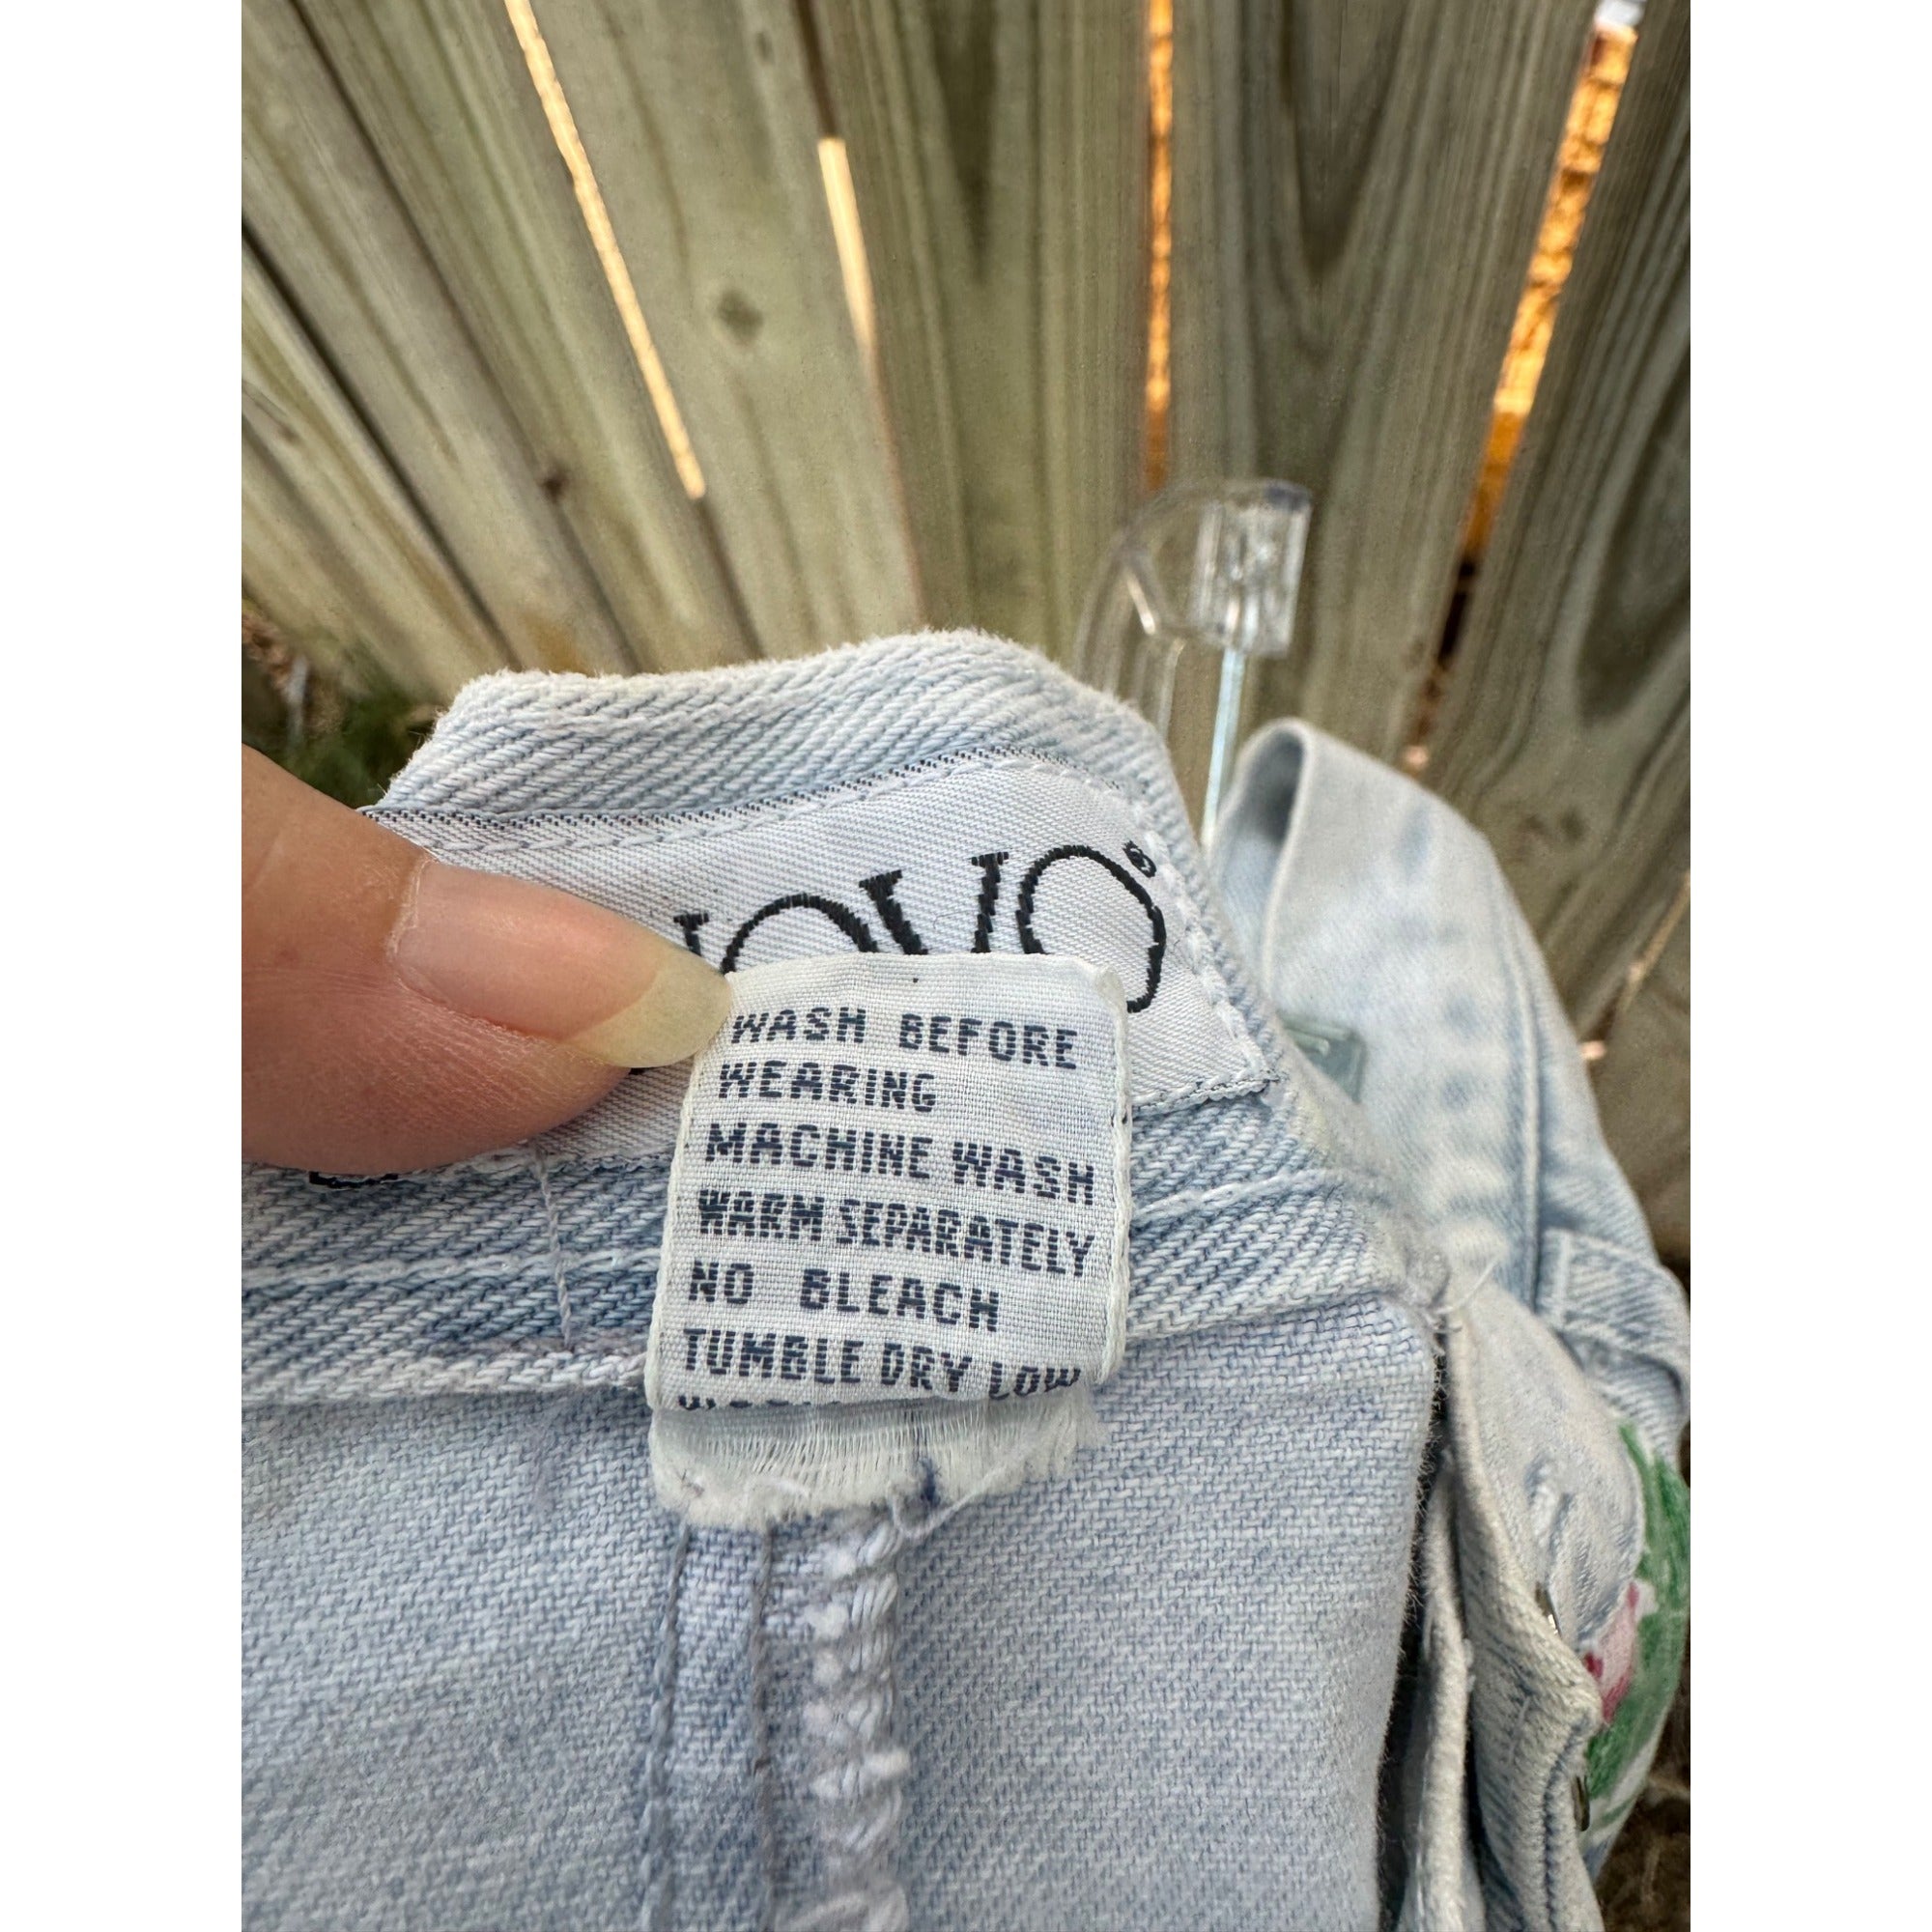 WASH BEFORE
WEARING
MACHINE WASH
WARM SEPARATELY
NO BLEACH
TUMBLE DRY LOW